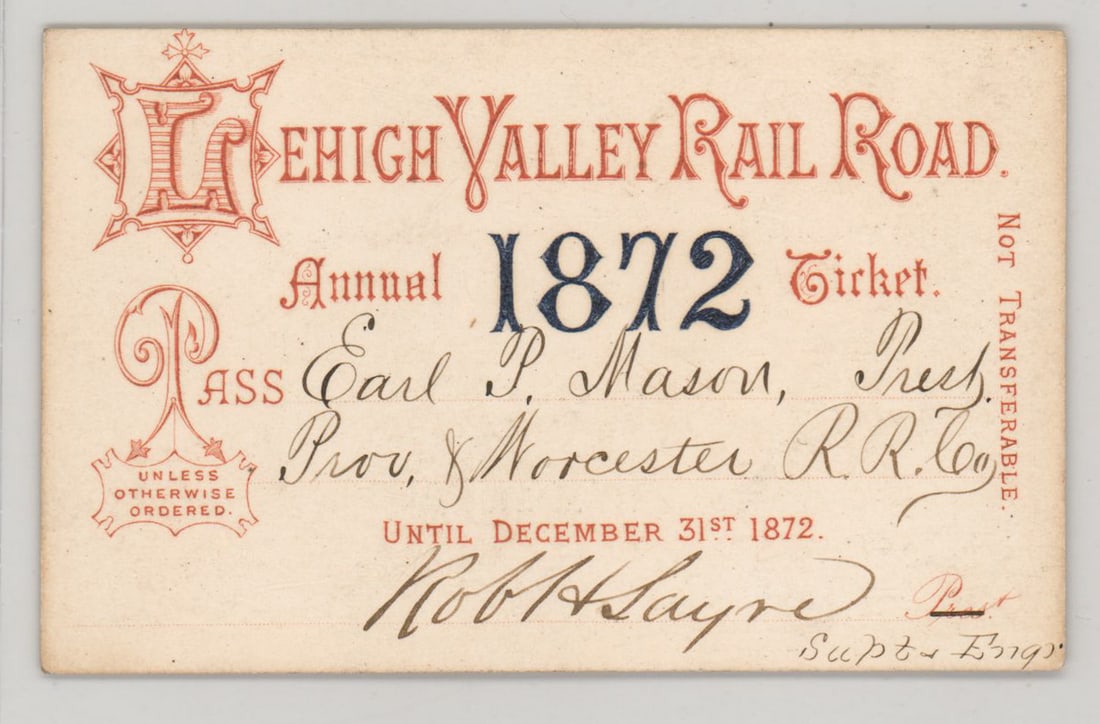 LEHIGH VALLEY RAIL ROAD.
Annual 1872 Ticket.
PASS Earl P. Mason, Prest.
Prov. & Worcester R. R. Co
UNLESS
OTHERWISE
ORDERED.
UNTIL DECEMBER 31ST 1872.
Rob H Sayre Prest
Supt & Engr
NOT TRANSFERABLE.